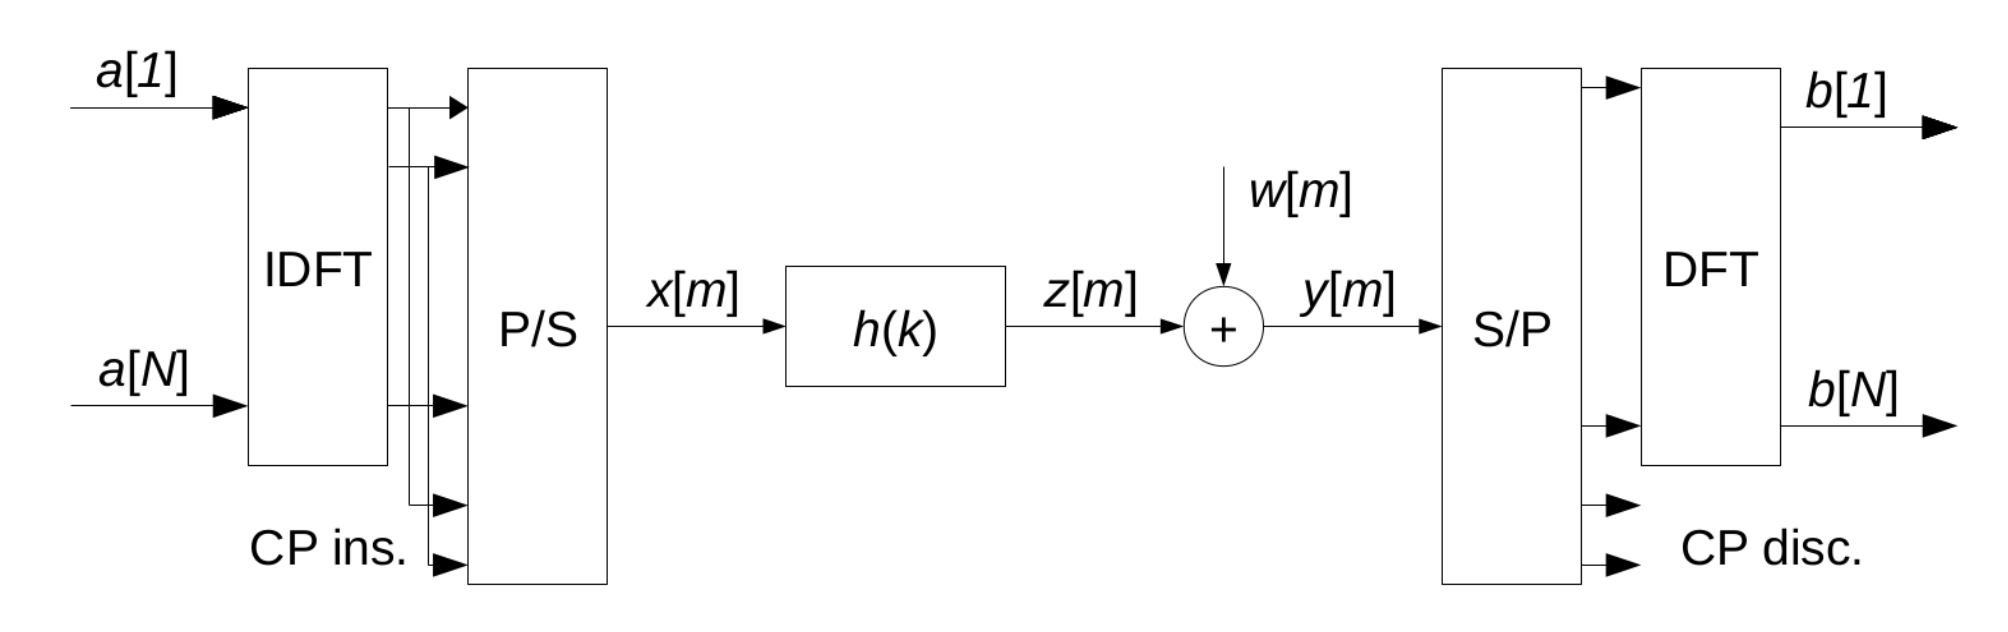 a[1]
IDFT
a[N]
CP ins.
P/S
x[m]
h(k)
z[m]
w[m]
+
y[m]
S/P
DFT
b[1]
b[N]
CP disc.